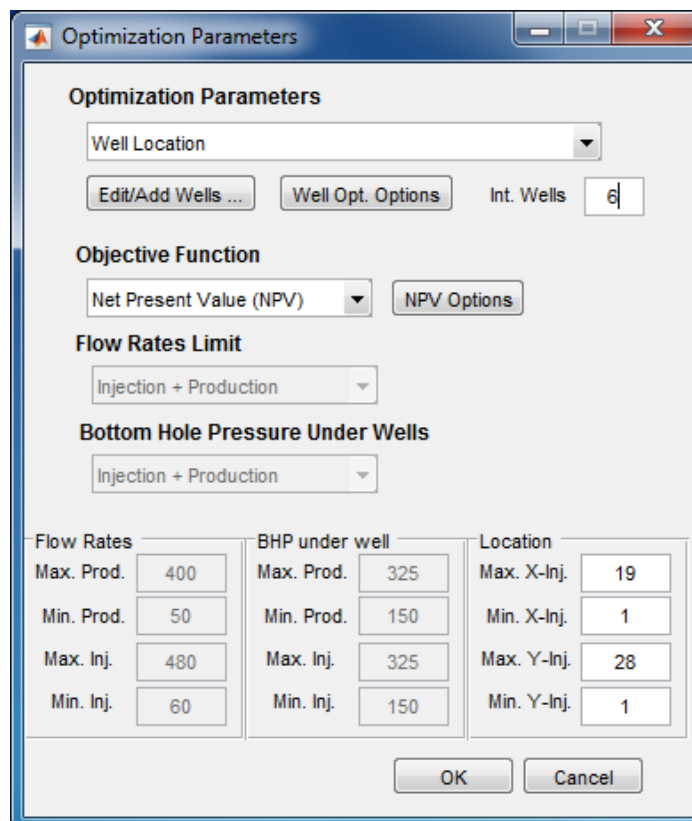 Optimization Parameters
Optimization Parameters
Well Location
Edit/Add Wells ... Well Opt. Options Int. Wells 6
Objective Function
Net Present Value (NPV) NPV Options
Flow Rates Limit
Injection + Production
Bottom Hole Pressure Under Wells
Injection + Production
Flow Rates BHP under well Location
Max. Prod. 400 Max. Prod. 325 Max. X-Inj. 19
Min. Prod. 50 Min. Prod. 150 Min. X-Inj. 1
Max. Inj. 480 Max. Inj. 325 Max. Y-Inj. 28
Min. Inj. 60 Min. Inj. 150 Min. Y-Inj. 1
OK Cancel